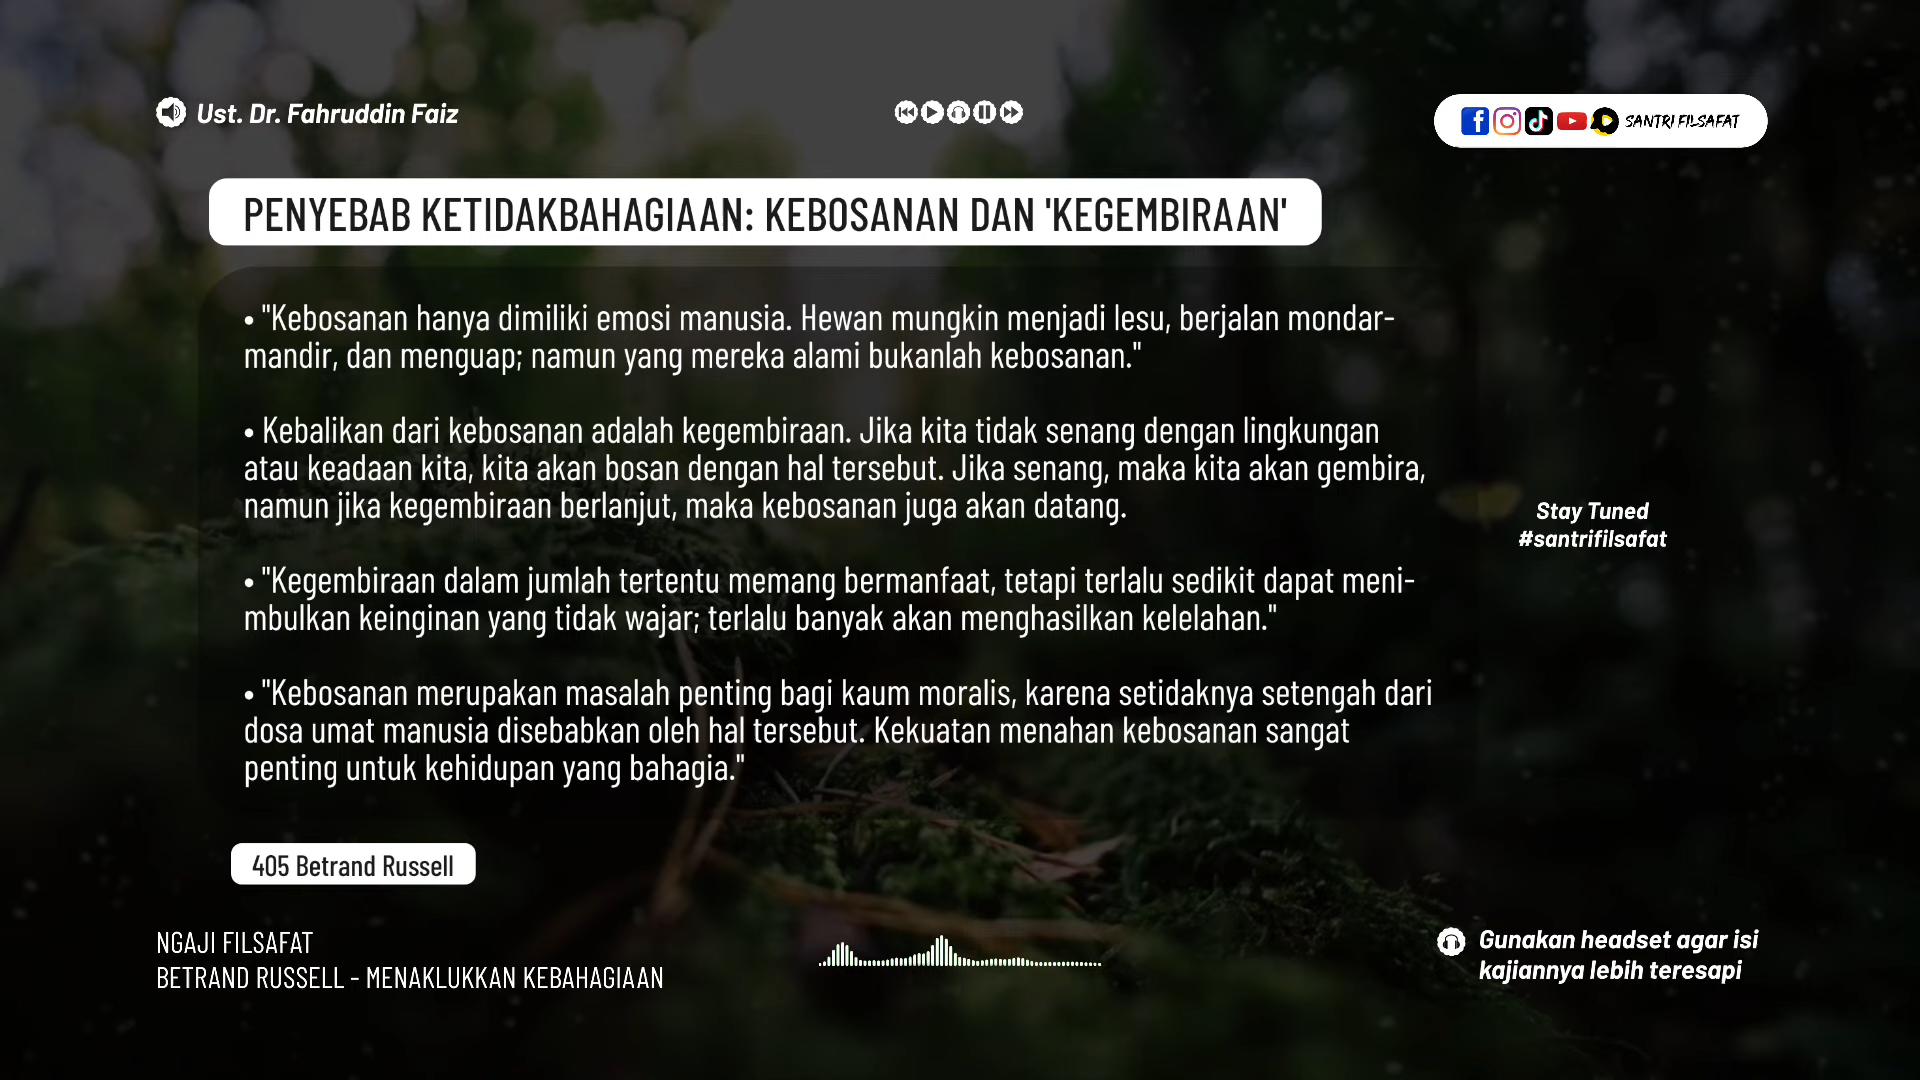 Ust. Dr. Fahruddin Faiz
SANTRI FILSAFAT
PENYEBAB KETIDAKBAHAGIAAN: KEBOSANAN DAN 'KEGEMBIRAAN'
• "Kebosanan hanya dimiliki emosi manusia. Hewan mungkin menjadi lesu, berjalan mondar-
mandir, dan menguap; namun yang mereka alami bukanlah kebosanan."
• Kebalikan dari kebosanan adalah kegembiraan. Jika kita tidak senang dengan lingkungan
atau keadaan kita, kita akan bosan dengan hal tersebut. Jika senang, maka kita akan gembira,
namun jika kegembiraan berlanjut, maka kebosanan juga akan datang.
• "Kegembiraan dalam jumlah tertentu memang bermanfaat, tetapi terlalu sedikit dapat meni-
mbulkan keinginan yang tidak wajar; terlalu banyak akan menghasilkan kelelahan."
• "Kebosanan merupakan masalah penting bagi kaum moralis, karena setidaknya setengah dari
dosa umat manusia disebabkan oleh hal tersebut. Kekuatan menahan kebosanan sangat
penting untuk kehidupan yang bahagia."
Stay Tuned
#santrifilsafat
405 Betrand Russell
NGAJI FILSAFAT
BETRAND RUSSELL - MENAKLUKKAN KEBAHAGIAAN
Gunakan headset agar isi
kajiannya lebih teresapi